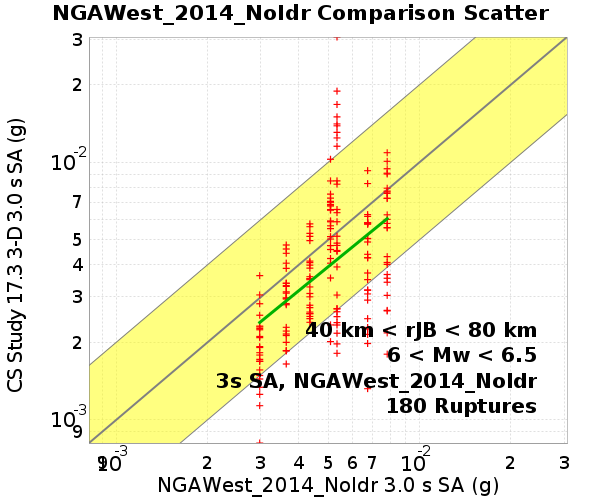 NGAWest_2014_NoIdr Comparison Scatter
CS Study 17.3 3-D 3.0 s SA (g)
3
2
10-2
7
6
5
4
3
2
10-3
9
40 km < rJB < 80 km
6 < Mw < 6.5
3s SA, NGAWest_2014_NoIdr
180 Ruptures
9 10-3 2 3 4 5 6 7 10-2 2 3
NGAWest_2014_NoIdr 3.0 s SA (g)